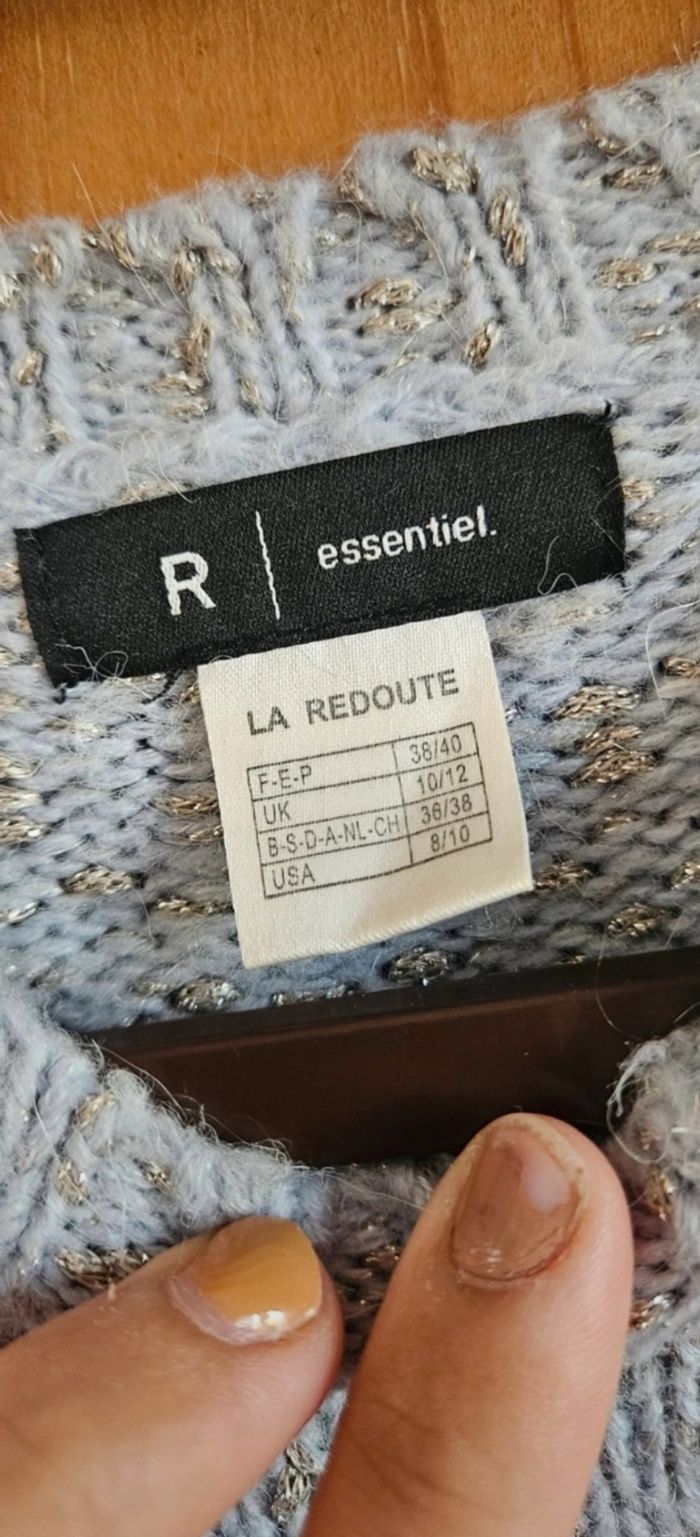 R | essentiel.
LA REDOUTE
F-E-P 38/40
UK 10/12
B-S-D-A-NL-CH 36/38
USA 8/10